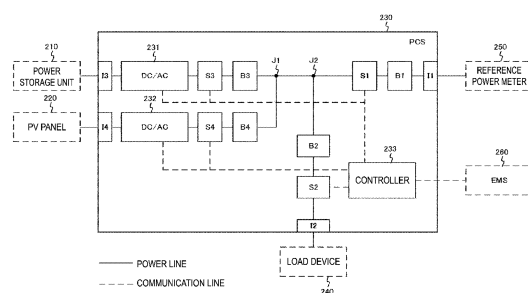 230
PCS
210
231
J1
J2
250
POWER
STORAGE UNIT
I3
DC/AC
S3
B3
S1
B1
I1
REFERENCE
POWER METER
220
232
PV PANEL
I4
DC/AC
S4
B4
B2
233
260
S2
CONTROLLER
EMS
I2
LOAD DEVICE
240
POWER LINE
COMMUNICATION LINE